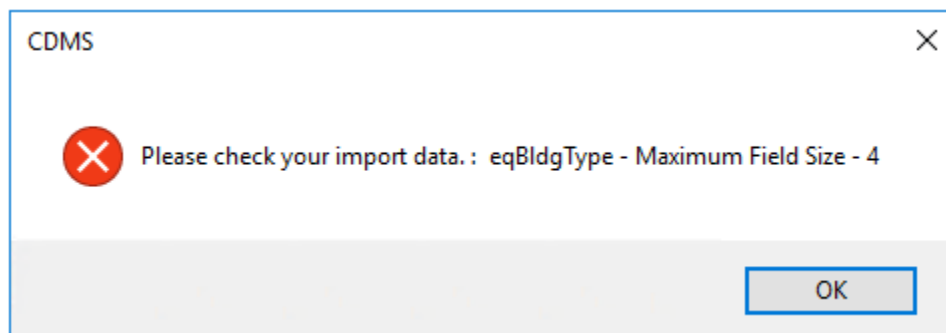 CDMS
Please check your import data. :  eqBldgType - Maximum Field Size - 4
OK